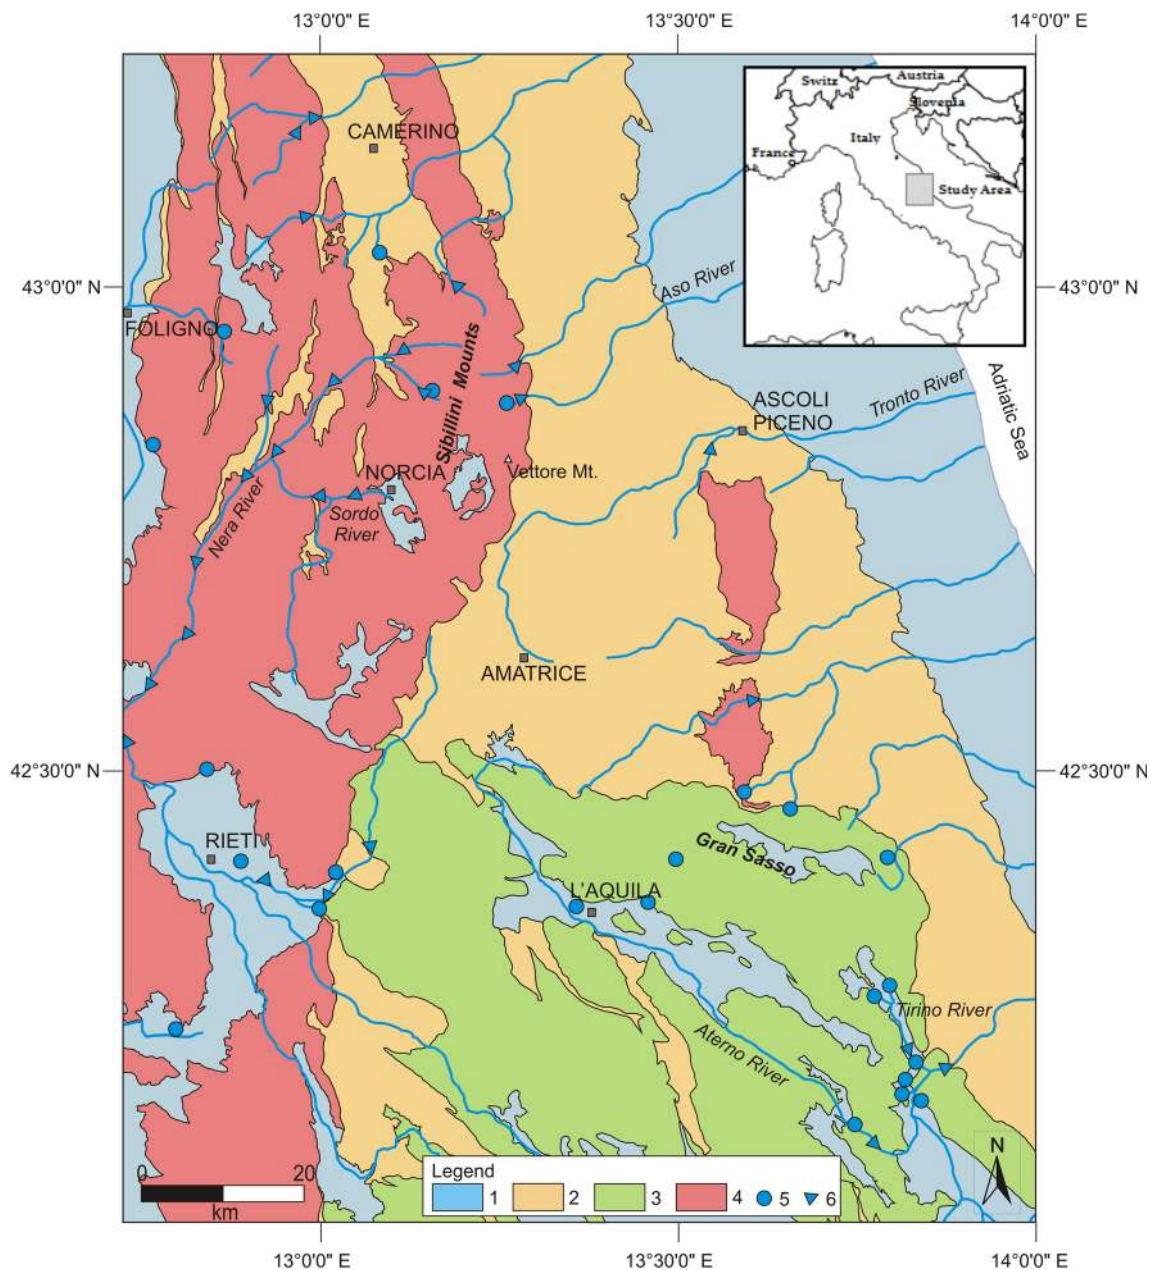 13°0'0" E
13°30'0" E
14°0'0" E
Switz
Austria
Slovenia
Italy
France
Study Area
CAMERINO
43°0'0" N
43°0'0" N
Aso River
FOLIGNO
Sibillini Mounts
Adriatic Sea
ASCOLI
PICENO
Tronto River
NORCIA
Vettore Mt.
Nera River
Sordo
River
AMATRICE
42°30'0" N
42°30'0" N
RIETI
Gran Sasso
L'AQUILA
Tirino River
Aterno River
N
Legend
1
2
3
4
5
6
0
20
km
13°0'0" E
13°30'0" E
14°0'0" E